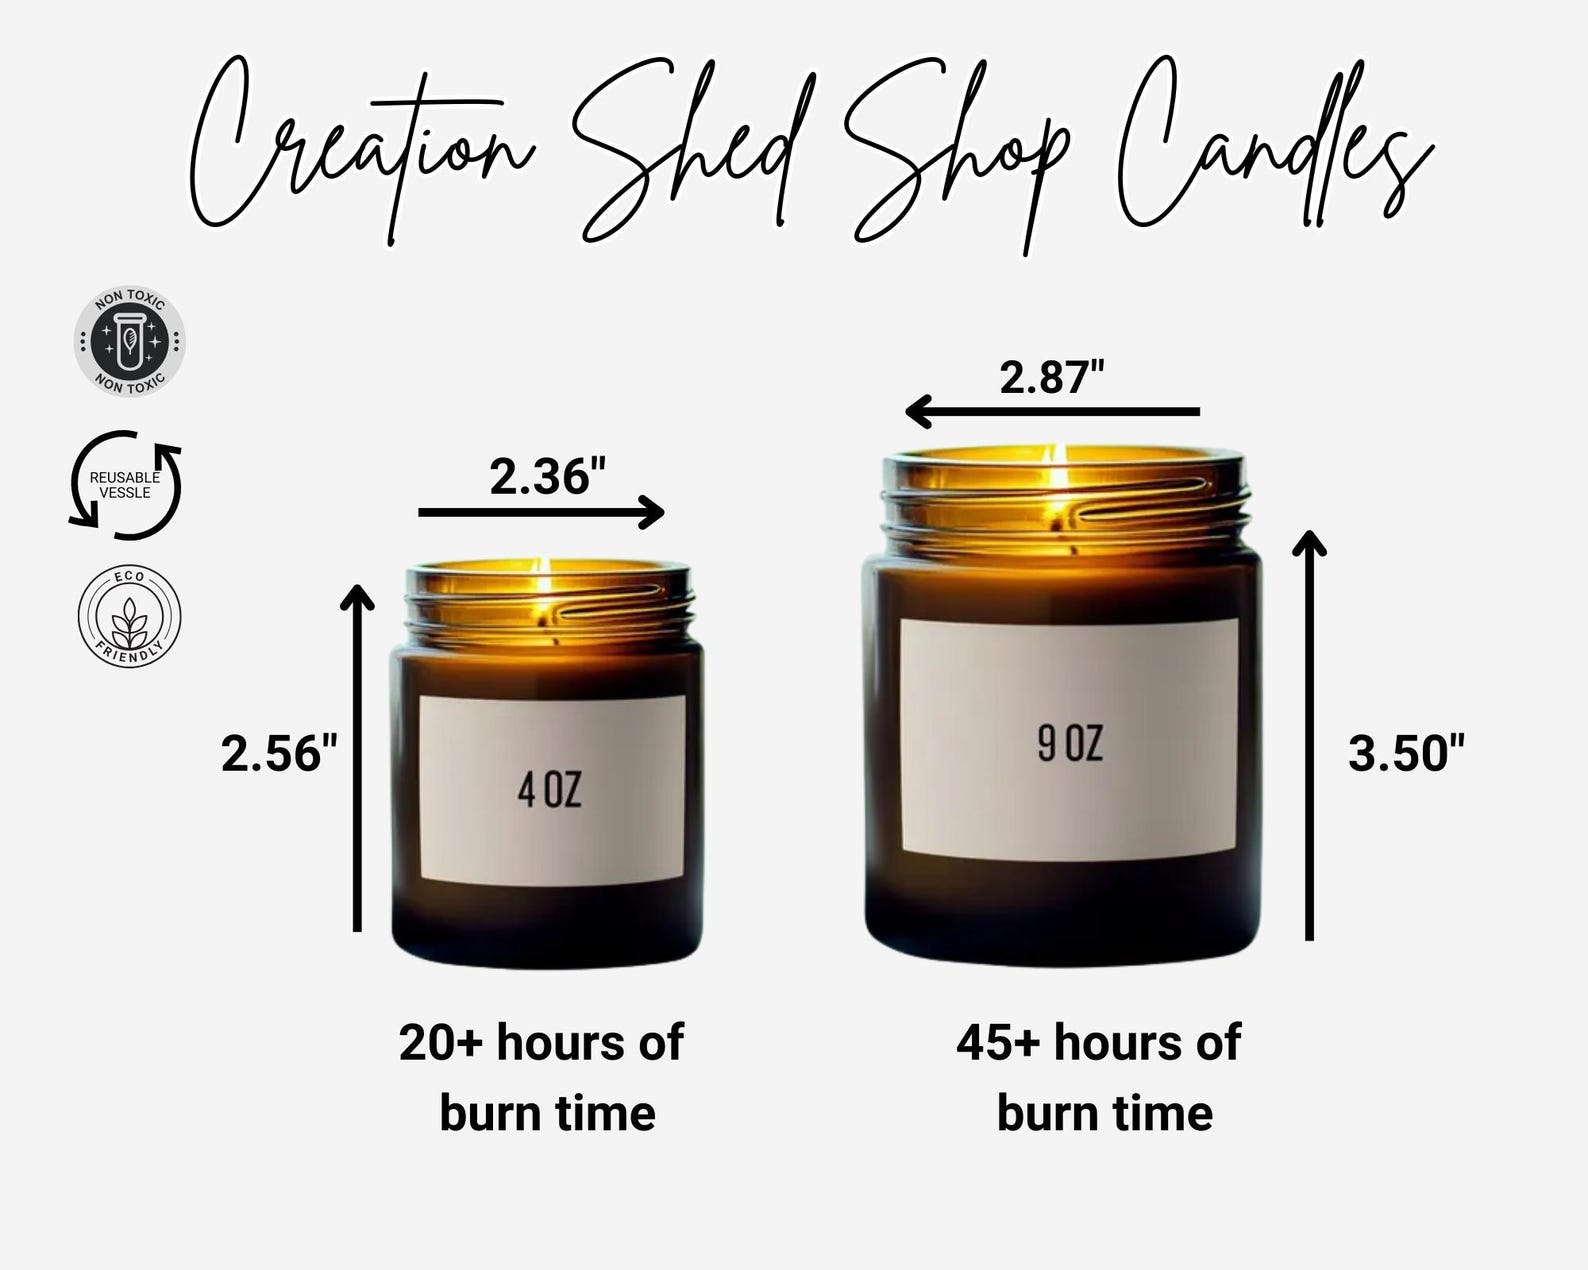 Creation Shed Shop Candles
NON TOXIC
NON TOXIC
REUSABLE
VESSLE
ECO
FRIENDLY
2.36"
2.56"
4 OZ
20+ hours of
burn time
2.87"
9 OZ
3.50"
45+ hours of
burn time